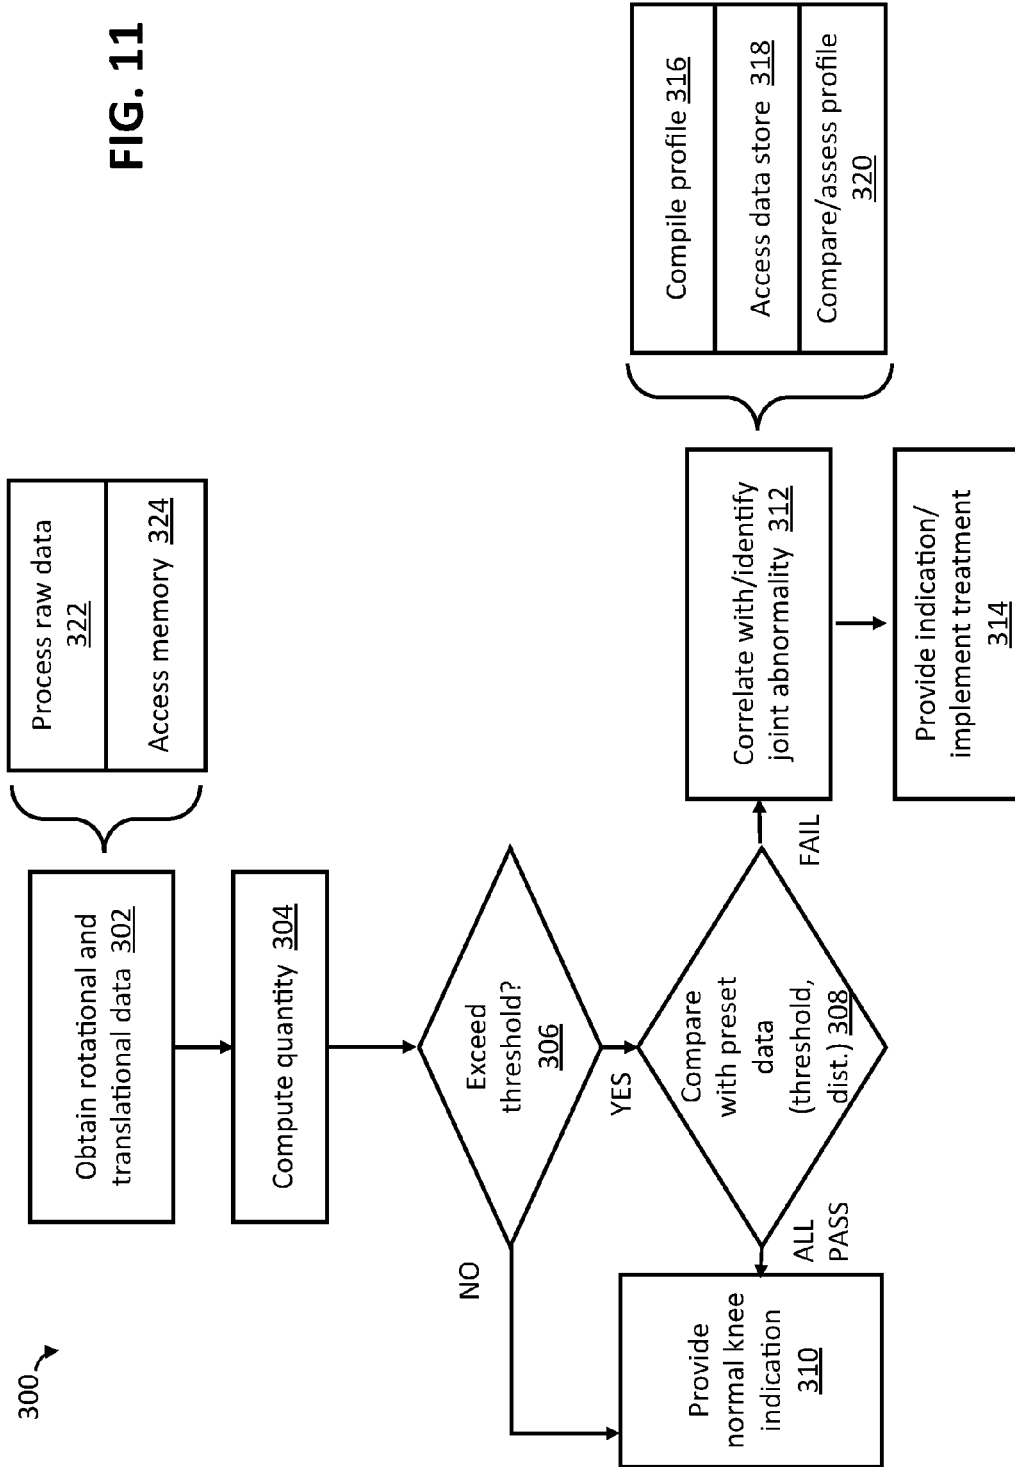 FIG. 11
300
Process raw data
322
Access memory 324
Obtain rotational and
translational data 302
Compute quantity 304
Exceed
threshold?
306
NO
YES
Compare
with preset
data
(threshold,
dist.) 308
ALL
PASS
FAIL
Provide
normal knee
indication
310
Correlate with/identify
joint abnormality 312
Compile profile 316
Access data store 318
Compare/assess profile
320
Provide indication/
implement treatment
314